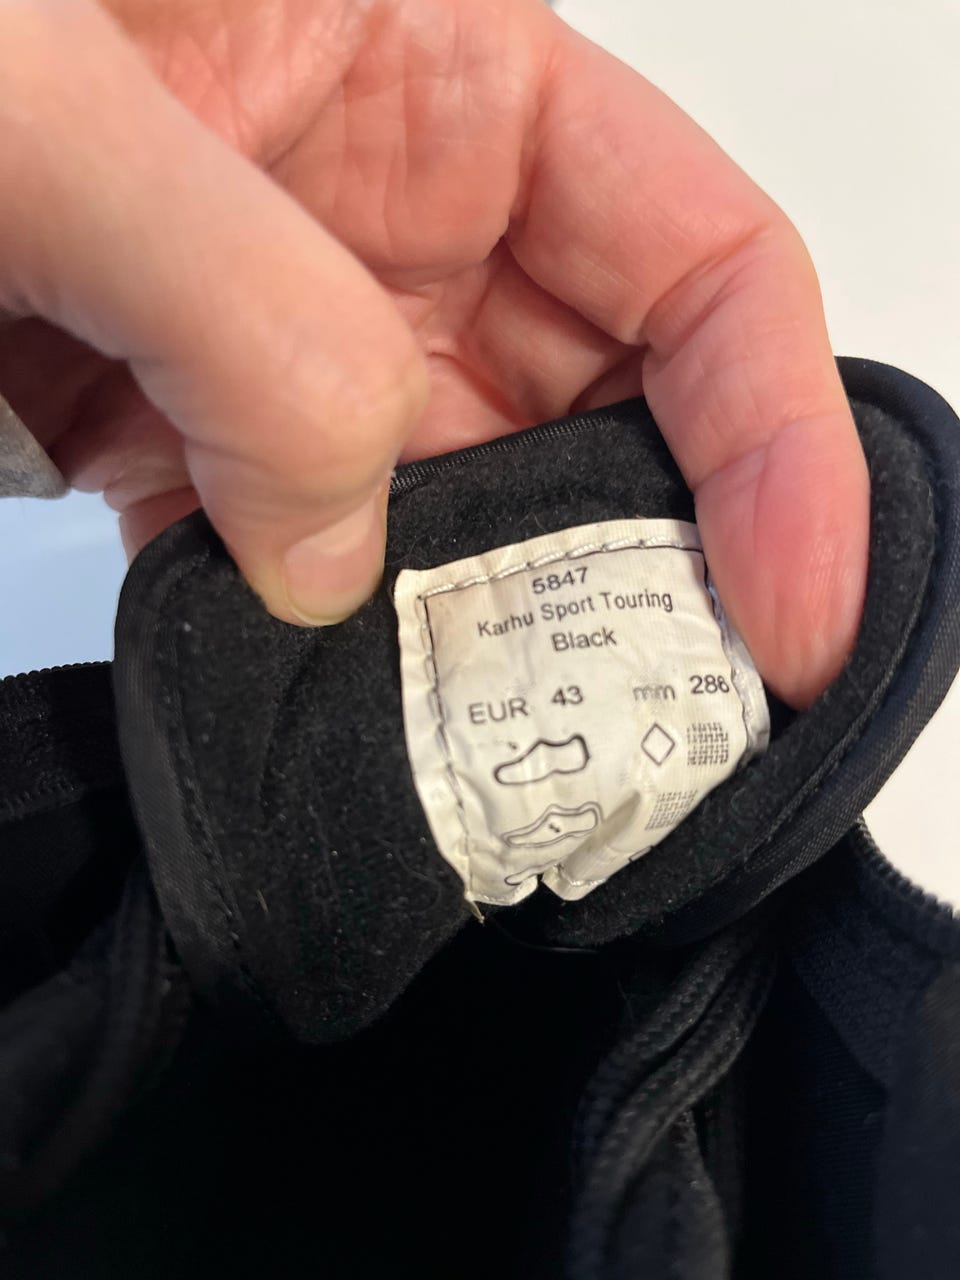 5847
Karhu Sport Touring
Black
EUR 43 mm 286